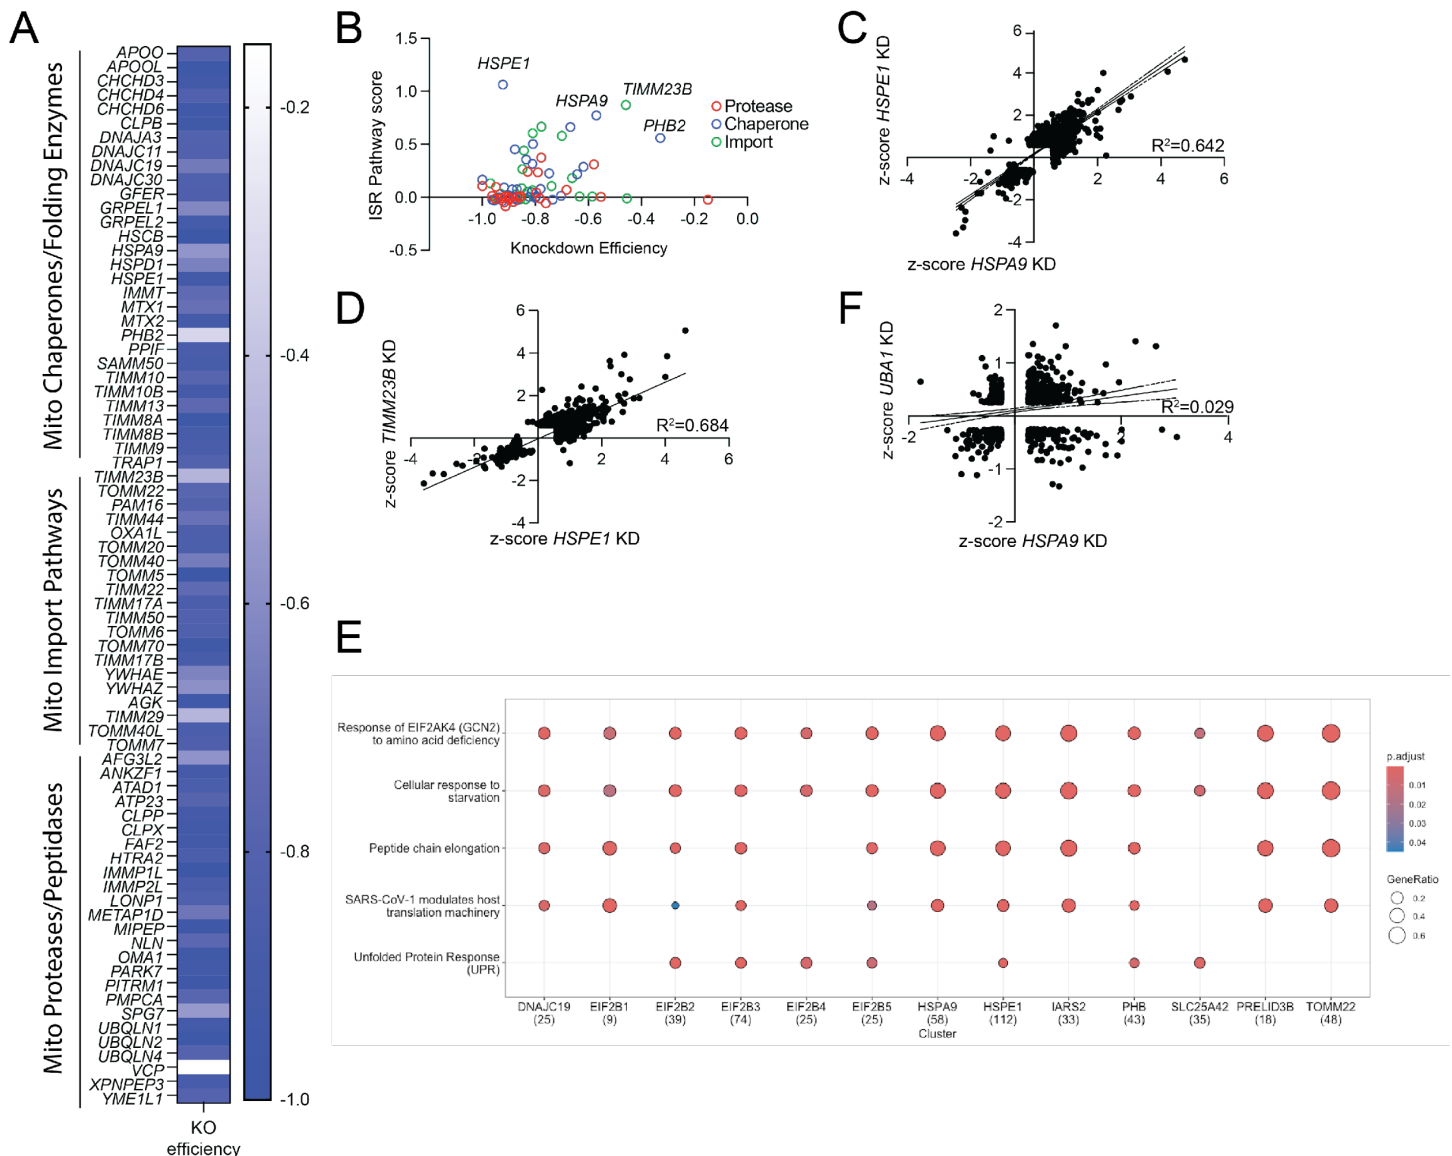 A
Mito Chaperones/Folding Enzymes
APOO
APOOL
CHCHD3
CHCHD4
CHCHD6
CLPB
DNAJA3
DNAJC11
DNAJC19
DNAJC30
GFER
GRPEL1
GRPEL2
HSCB
HSPA9
HSPD1
HSPE1
IMMT
MTX1
MTX2
PHB2
PPIF
SAMM50
TIMM10
TIMM10B
TIMM13
TIMM8A
TIMM8B
TIMM9
TRAP1
Mito Import Pathways
TIMM23B
TOMM22
PAM16
TIMM44
OXA1L
TOMM20
TOMM40
TOMM5
TIMM22
TIMM17A
TIMM50
TOMM6
TOMM70
TIMM17B
YWHAE
YWHAZ
AGK
TIMM29
TOMM40L
TOMM7
Mito Proteases/Peptidases
AFG3L2
ANKZF1
ATAD1
ATP23
CLPP
CLPX
FAF2
HTRA2
IMMP1L
IMMP2L
LONP1
METAP1D
MIPEP
NLN
OMA1
PARK7
PITRM1
PMPCA
SPG7
UBQLN1
UBQLN2
UBQLN4
VCP
XPNPEP3
YME1L1
KO
efficiency
-0.2
-0.4
-0.6
-0.8
-1.0
B
ISR Pathway score
1.5
1.0
0.5
0.0
-0.5
HSPE1
HSPA9
TIMM23B
PHB2
Protease
Chaperone
Import
-1.0 -0.8 -0.6 -0.4 -0.2 0.0
Knockdown Efficiency
C
z-score HSPE1 KD
6
4
2
-2
-4
-4 -2 2 4 6
R²=0.642
z-score HSPA9 KD
D
z-score TIMM23B KD
6
4
2
-2
-4
-4 -2 2 4 6
R²=0.684
z-score HSPE1 KD
F
z-score UBA1 KD
2
1
-1
-2
-2 2 4
R²=0.029
z-score HSPA9 KD
E
Response of EIF2AK4 (GCN2)
to amino acid deficiency
Cellular response to
starvation
Peptide chain elongation
SARS-CoV-1 modulates host
translation machinery
Unfolded Protein Response
(UPR)
DNAJC19 EIF2B1 EIF2B2 EIF2B3 EIF2B4 EIF2B5 HSPA9 HSPE1 IARS2 PHB SLC25A42 PRELID3B TOMM22
(25) (9) (39) (74) (25) (25) (58) (112) (33) (43) (35) (18) (48)
Cluster
p.adjust
0.01
0.02
0.03
0.04
GeneRatio
0.2
0.4
0.6